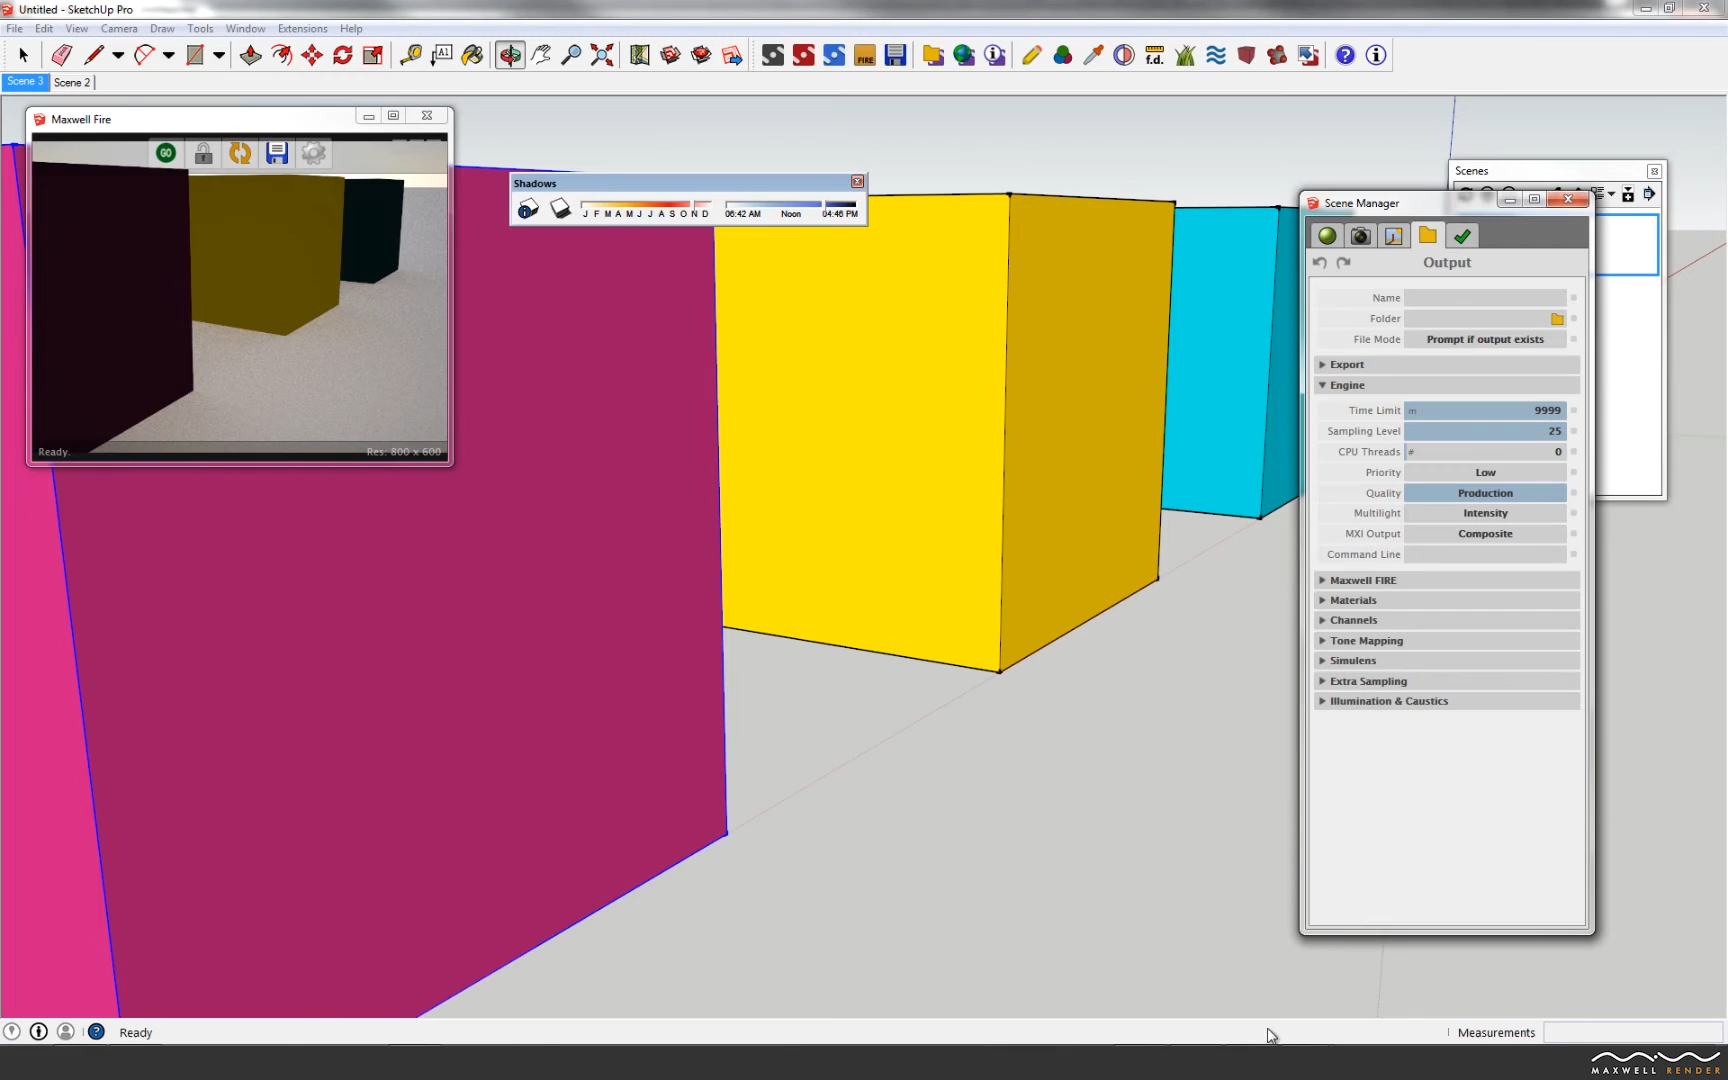 Untitled - SketchUp Pro
File Edit View Camera Draw Tools Window Extensions Help
A1
FIRE
f.d.
Scene 3 Scene 2
Maxwell Fire
GO
Ready.
Res: 800 x 600
Shadows
J F M A M J J A S O N D
06:42 AM Noon 04:46 PM
Scenes
Scene Manager
Output
Name
Folder
File Mode Prompt if output exists
Export
Engine
Time Limit m 9999
Sampling Level 25
CPU Threads # 0
Priority Low
Quality Production
Multilight Intensity
MXI Output Composite
Command Line
Maxwell FIRE
Materials
Channels
Tone Mapping
Simulens
Extra Sampling
Illumination & Caustics
Ready
Measurements
MAXWELL RENDER